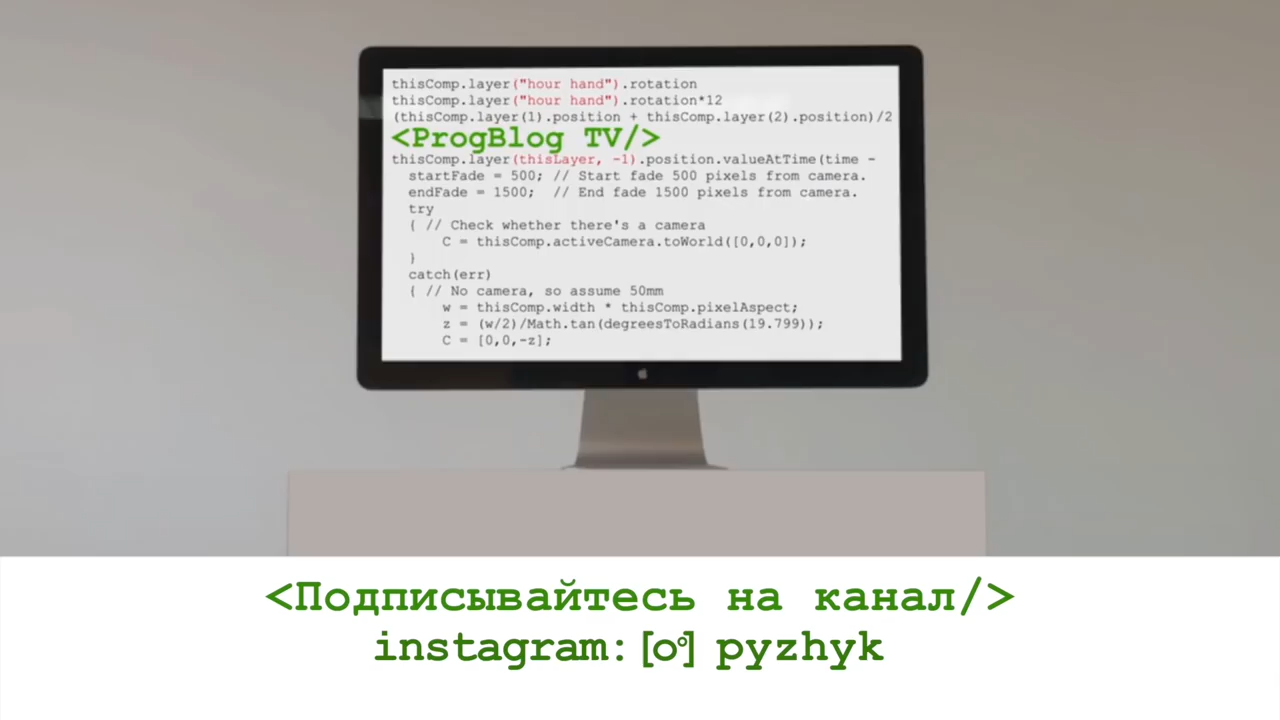 thisComp.layer("hour hand").rotation
thisComp.layer("hour hand").rotation*12
(thisComp.layer(1).position + thisComp.layer(2).position)/2
<ProgBlog TV/>
thisComp.layer(thisLayer, -1).position.valueAtTime(time -
startFade = 500; // Start fade 500 pixels from camera.
endFade = 1500;  // End fade 1500 pixels from camera.
try
{ // Check whether there's a camera
C = thisComp.activeCamera.toWorld([0,0,0]);
}
catch(err)
{ // No camera, so assume 50mm
w = thisComp.width * thisComp.pixelAspect;
z = (w/2)/Math.tan(degreesToRadians(19.799));
C = [0,0,-z];
<Подписывайтесь на канал/>
instagram:[o°] pyzhyk